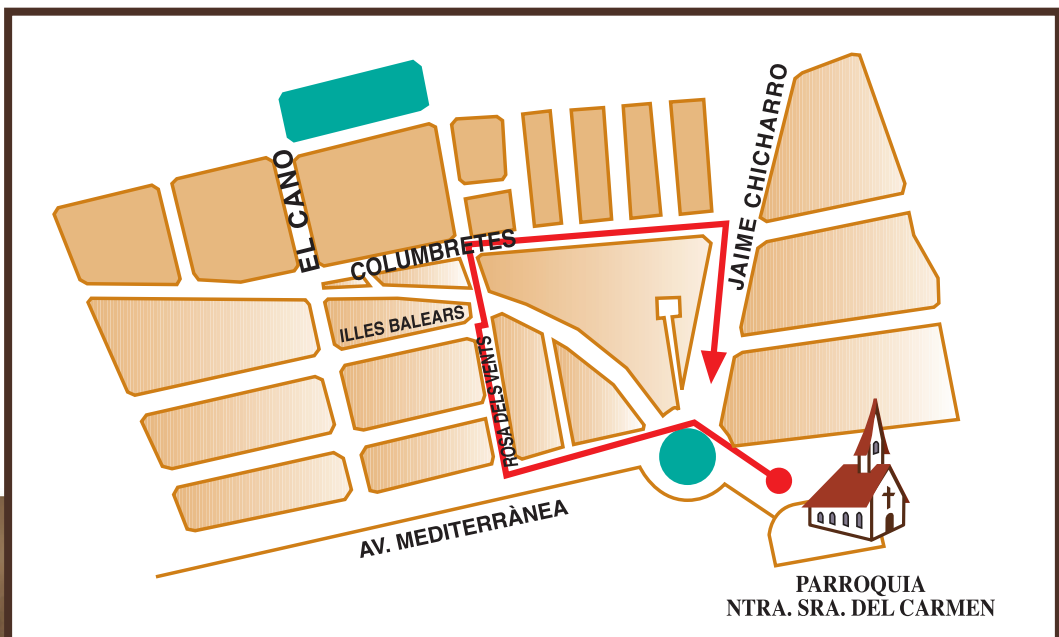 EL CANO
COLUMBRETES
JAIME CHICHARRO
ILLES BALEARS
ROSA DELS VENTS
AV. MEDITERRÀNEA
PARROQUIA
NTRA. SRA. DEL CARMEN